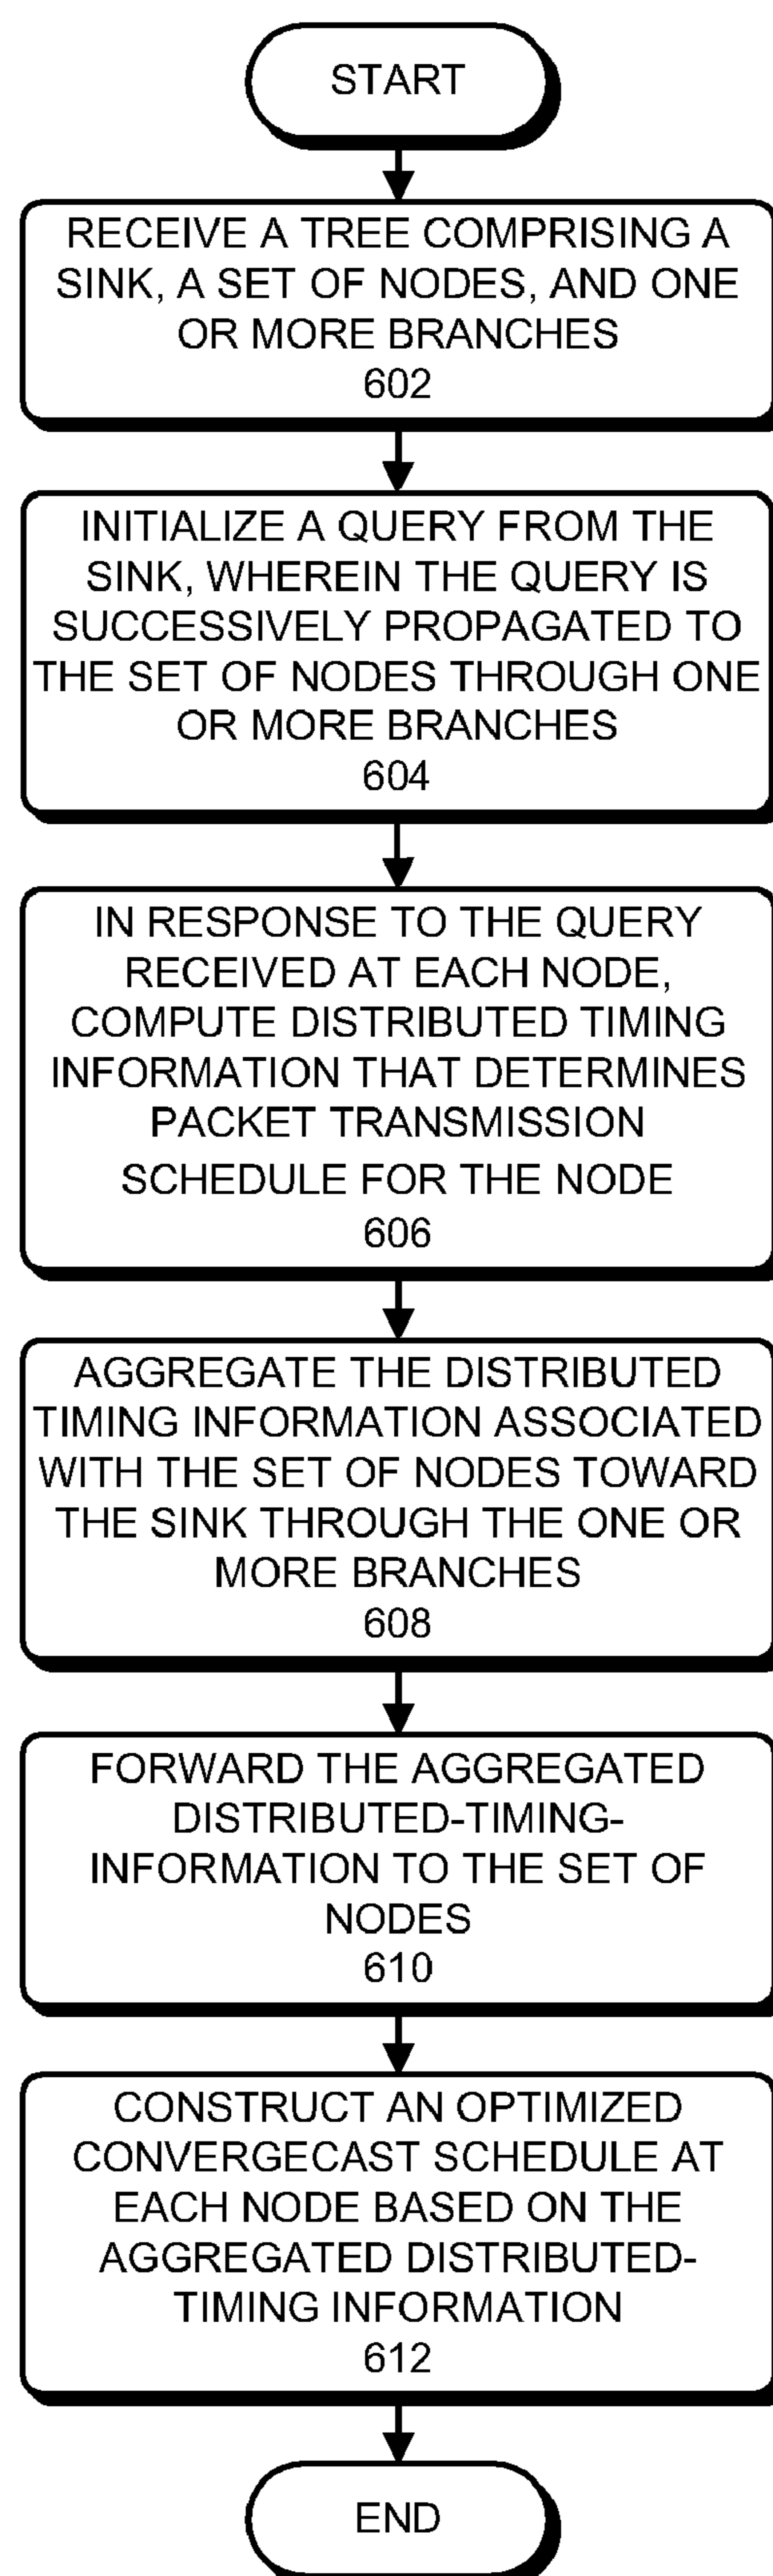 START
RECEIVE A TREE COMPRISING A
SINK, A SET OF NODES, AND ONE
OR MORE BRANCHES
602
INITIALIZE A QUERY FROM THE
SINK, WHEREIN THE QUERY IS
SUCCESSIVELY PROPAGATED TO
THE SET OF NODES THROUGH ONE
OR MORE BRANCHES
604
IN RESPONSE TO THE QUERY
RECEIVED AT EACH NODE,
COMPUTE DISTRIBUTED TIMING
INFORMATION THAT DETERMINES
PACKET TRANSMISSION
SCHEDULE FOR THE NODE
606
AGGREGATE THE DISTRIBUTED
TIMING INFORMATION ASSOCIATED
WITH THE SET OF NODES TOWARD
THE SINK THROUGH THE ONE OR
MORE BRANCHES
608
FORWARD THE AGGREGATED
DISTRIBUTED-TIMING-
INFORMATION TO THE SET OF
NODES
610
CONSTRUCT AN OPTIMIZED
CONVERGECAST SCHEDULE AT
EACH NODE BASED ON THE
AGGREGATED DISTRIBUTED-
TIMING INFORMATION
612
END